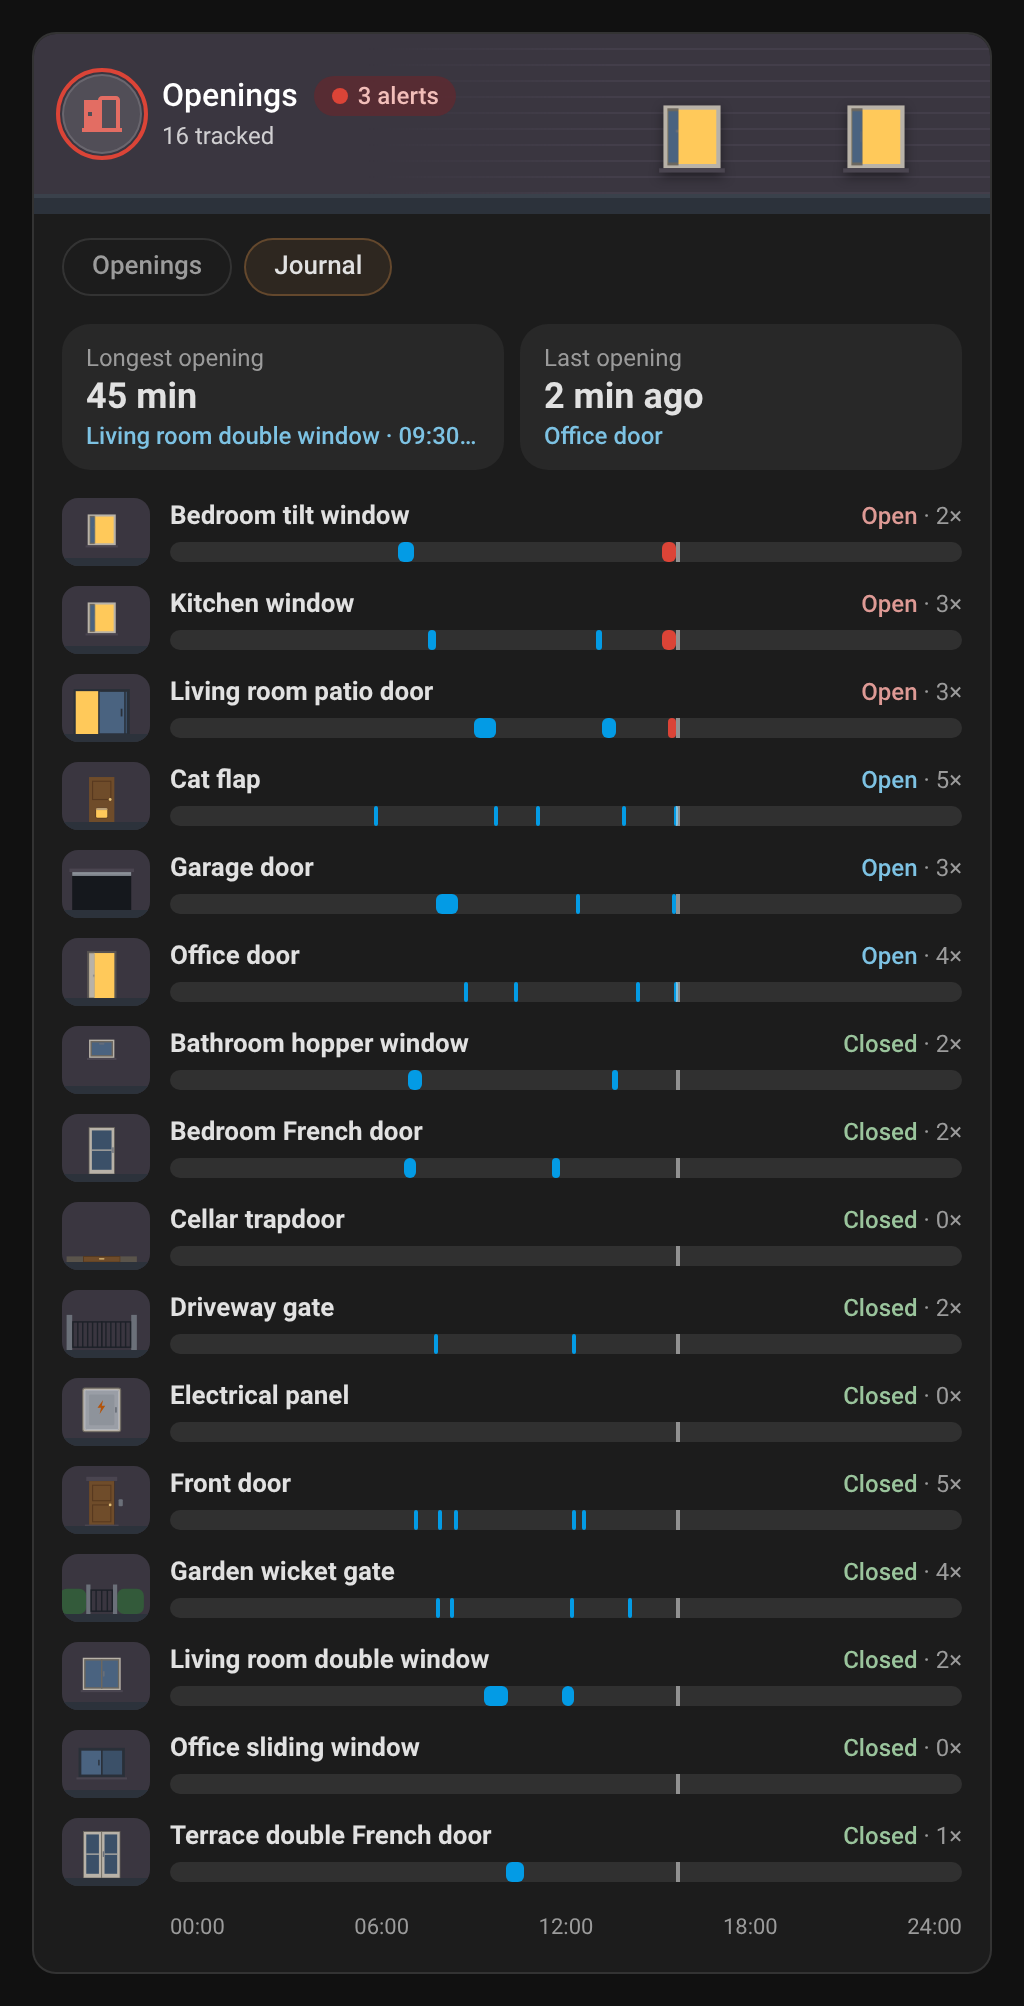 Openings
3 alerts
16 tracked
Openings
Journal
Longest opening
45 min
Living room double window · 09:30...
Last opening
2 min ago
Office door
Bedroom tilt window
Open · 2×
Kitchen window
Open · 3×
Living room patio door
Open · 3×
Cat flap
Open · 5×
Garage door
Open · 3×
Office door
Open · 4×
Bathroom hopper window
Closed · 2×
Bedroom French door
Closed · 2×
Cellar trapdoor
Closed · 0×
Driveway gate
Closed · 2×
Electrical panel
Closed · 0×
Front door
Closed · 5×
Garden wicket gate
Closed · 4×
Living room double window
Closed · 2×
Office sliding window
Closed · 0×
Terrace double French door
Closed · 1×
00:00 06:00 12:00 18:00 24:00